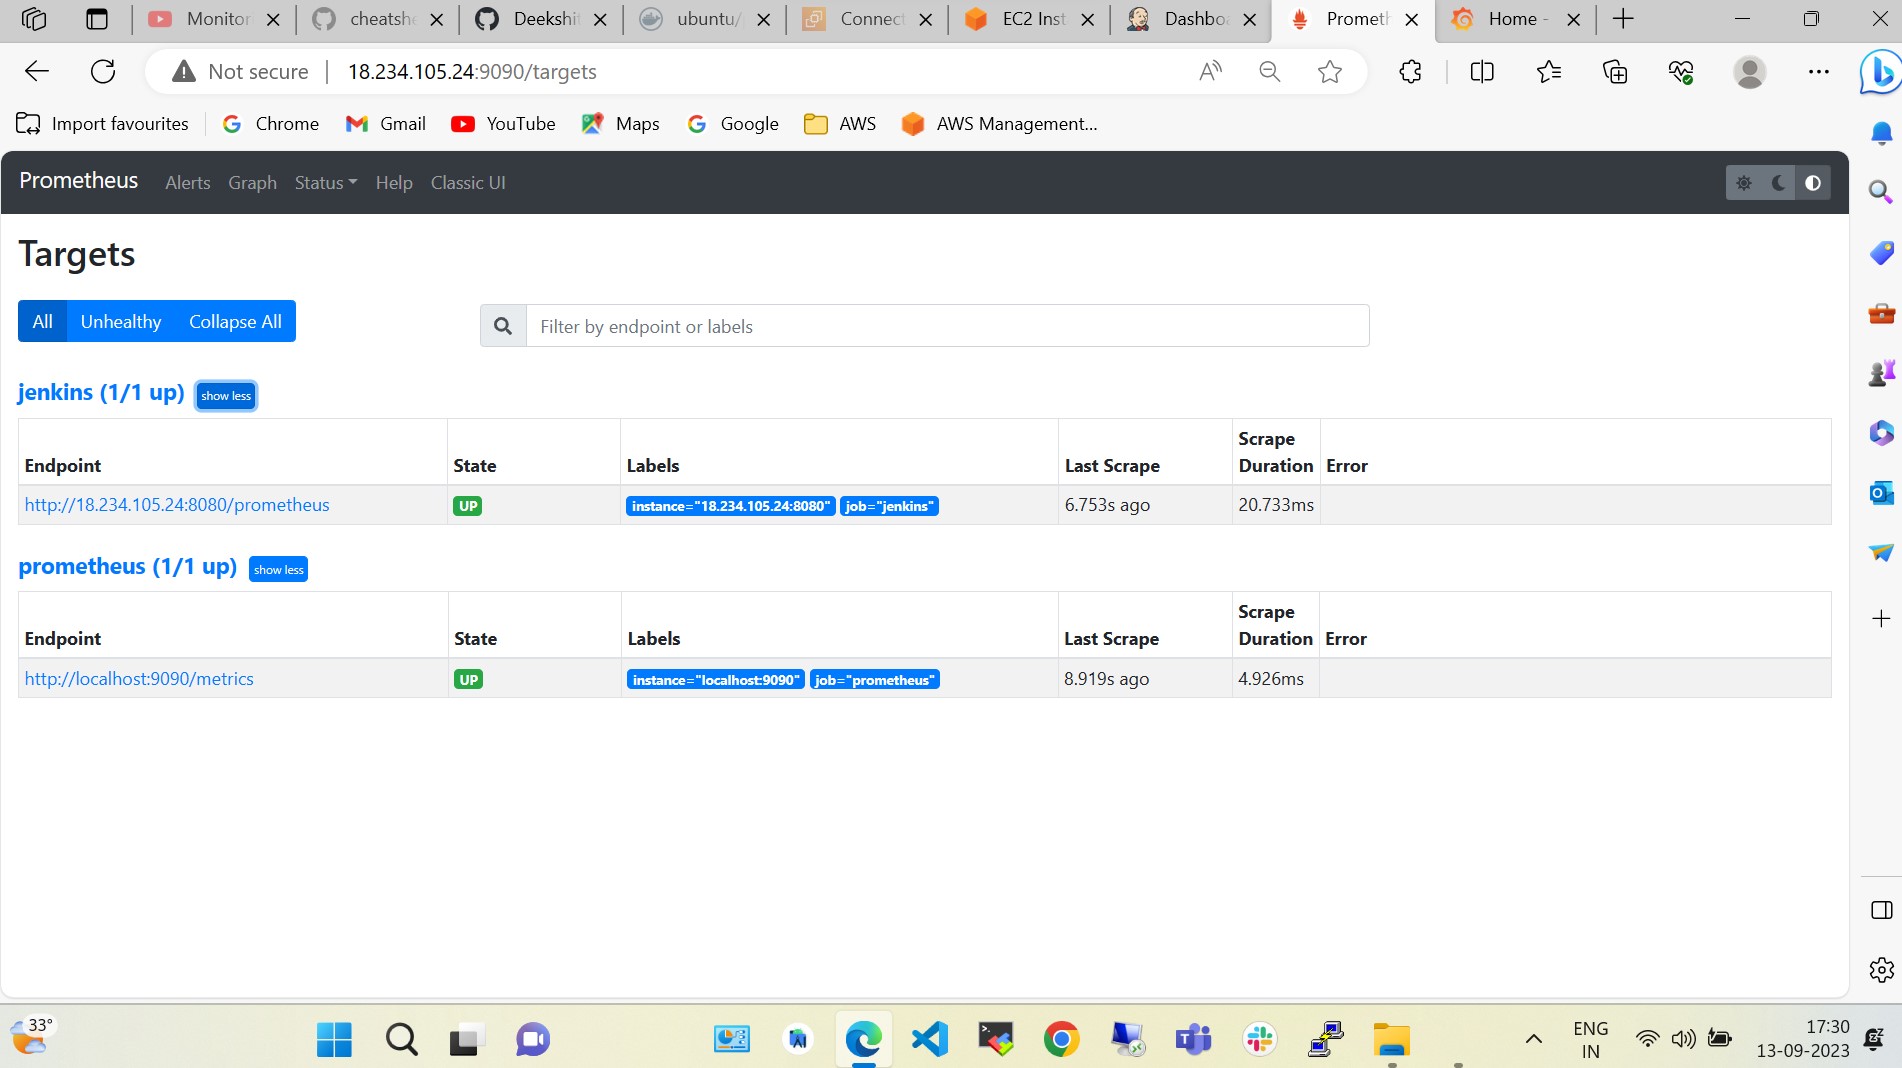 Monitor cheatshe Deekshit ubuntu/ Connect EC2 Inst Dashbo Prometh Home -
Not secure 18.234.105.24:9090/targets
Import favourites Chrome Gmail YouTube Maps Google AWS AWS Management...
Prometheus Alerts Graph Status Help Classic UI
Targets
All Unhealthy Collapse All Filter by endpoint or labels
jenkins (1/1 up) show less
Endpoint State Labels Last Scrape Scrape Duration Error
http://18.234.105.24:8080/prometheus UP instance="18.234.105.24:8080" job="jenkins" 6.753s ago 20.733ms
prometheus (1/1 up) show less
Endpoint State Labels Last Scrape Scrape Duration Error
http://localhost:9090/metrics UP instance="localhost:9090" job="prometheus" 8.919s ago 4.926ms
33°
ENG
IN
17:30
13-09-2023